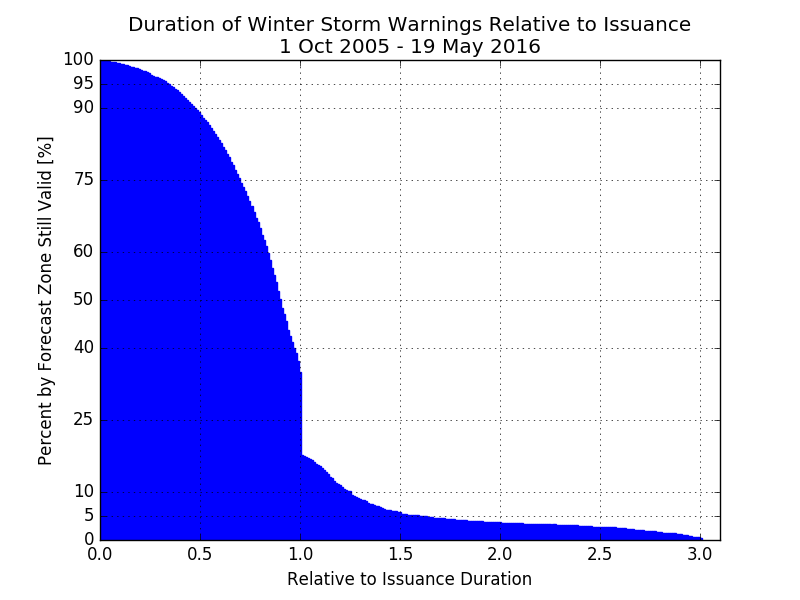 Duration of Winter Storm Warnings Relative to Issuance
1 Oct 2005 - 19 May 2016
Percent by Forecast Zone Still Valid [%]
100
95
90
75
60
50
40
25
10
5
0
0.0 0.5 1.0 1.5 2.0 2.5 3.0
Relative to Issuance Duration